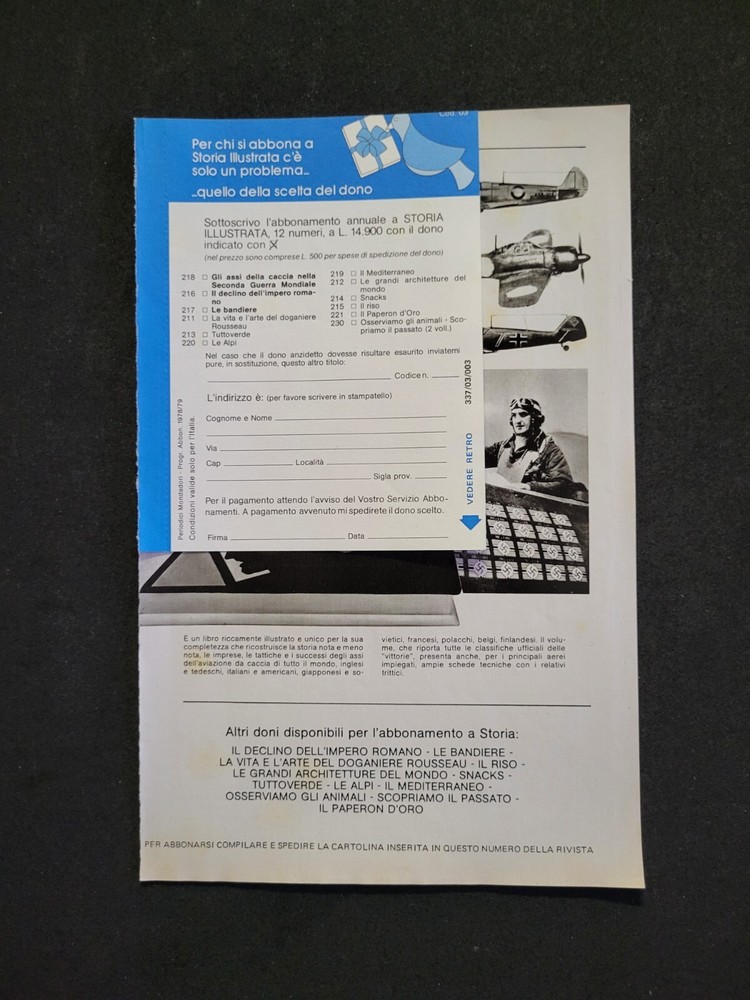 Cod. 03
Per chi si abbona a
Storia Illustrata c'è
solo un problema...
...quello della scelta del dono
Sottoscrivo l'abbonamento annuale a STORIA
ILLUSTRATA, 12 numeri, a L. 14.900 con il dono
indicato con X
(nel prezzo sono comprese L. 500 per spese di spedizione del dono)
218 □ Gli assi della caccia nella
Seconda Guerra Mondiale
216 □ Il declino dell'impero roma-
no
217 □ Le bandiere
211 □ La vita e l'arte del doganiere
Rousseau
213 □ Tuttoverde
220 □ Le Alpi
219 □ Il Mediterraneo
212 □ Le grandi architetture del
mondo
214 □ Snacks
215 □ Il riso
221 □ Il Paperon d'Oro
230 □ Osserviamo gli animali - Sco-
priamo il passato (2 voll.)
Nel caso che il dono anzidetto dovesse risultare esaurito inviatemi
pure, in sostituzione, questo altro titolo:
Codice n.
L'indirizzo è: (per favore scrivere in stampatello)
Cognome e Nome
Via
Cap Località
Sigla prov.
Per il pagamento attendo l'avviso del Vostro Servizio Abbo-
namenti. A pagamento avvenuto mi spedirete il dono scelto.
Firma Data
Periodici Mondadori - Progr. Abbon. 1978/79
Condizioni valide solo per l'Italia.
337/03/003
VEDERE RETRO
È un libro riccamente illustrato e unico per la sua
completezza che ricostruisce la storia nota e meno
nota, le imprese, le tattiche e i successi degli assi
dell'aviazione da caccia di tutto il mondo, inglesi
e tedeschi, italiani e americani, giapponesi e so-
vietici, francesi, polacchi, belgi, finlandesi. Il volu-
me, che riporta tutte le classifiche ufficiali delle
"vittorie", presenta anche, per i principali aerei
impiegati, ampie schede tecniche con i relativi
trittici.
Altri doni disponibili per l'abbonamento a Storia:
IL DECLINO DELL'IMPERO ROMANO - LE BANDIERE -
LA VITA E L'ARTE DEL DOGANIERE ROUSSEAU - IL RISO -
LE GRANDI ARCHITETTURE DEL MONDO - SNACKS -
TUTTOVERDE - LE ALPI - IL MEDITERRANEO -
OSSERVIAMO GLI ANIMALI - SCOPRIAMO IL PASSATO -
IL PAPERON D'ORO
PER ABBONARSI COMPILARE E SPEDIRE LA CARTOLINA INSERITA IN QUESTO NUMERO DELLA RIVISTA